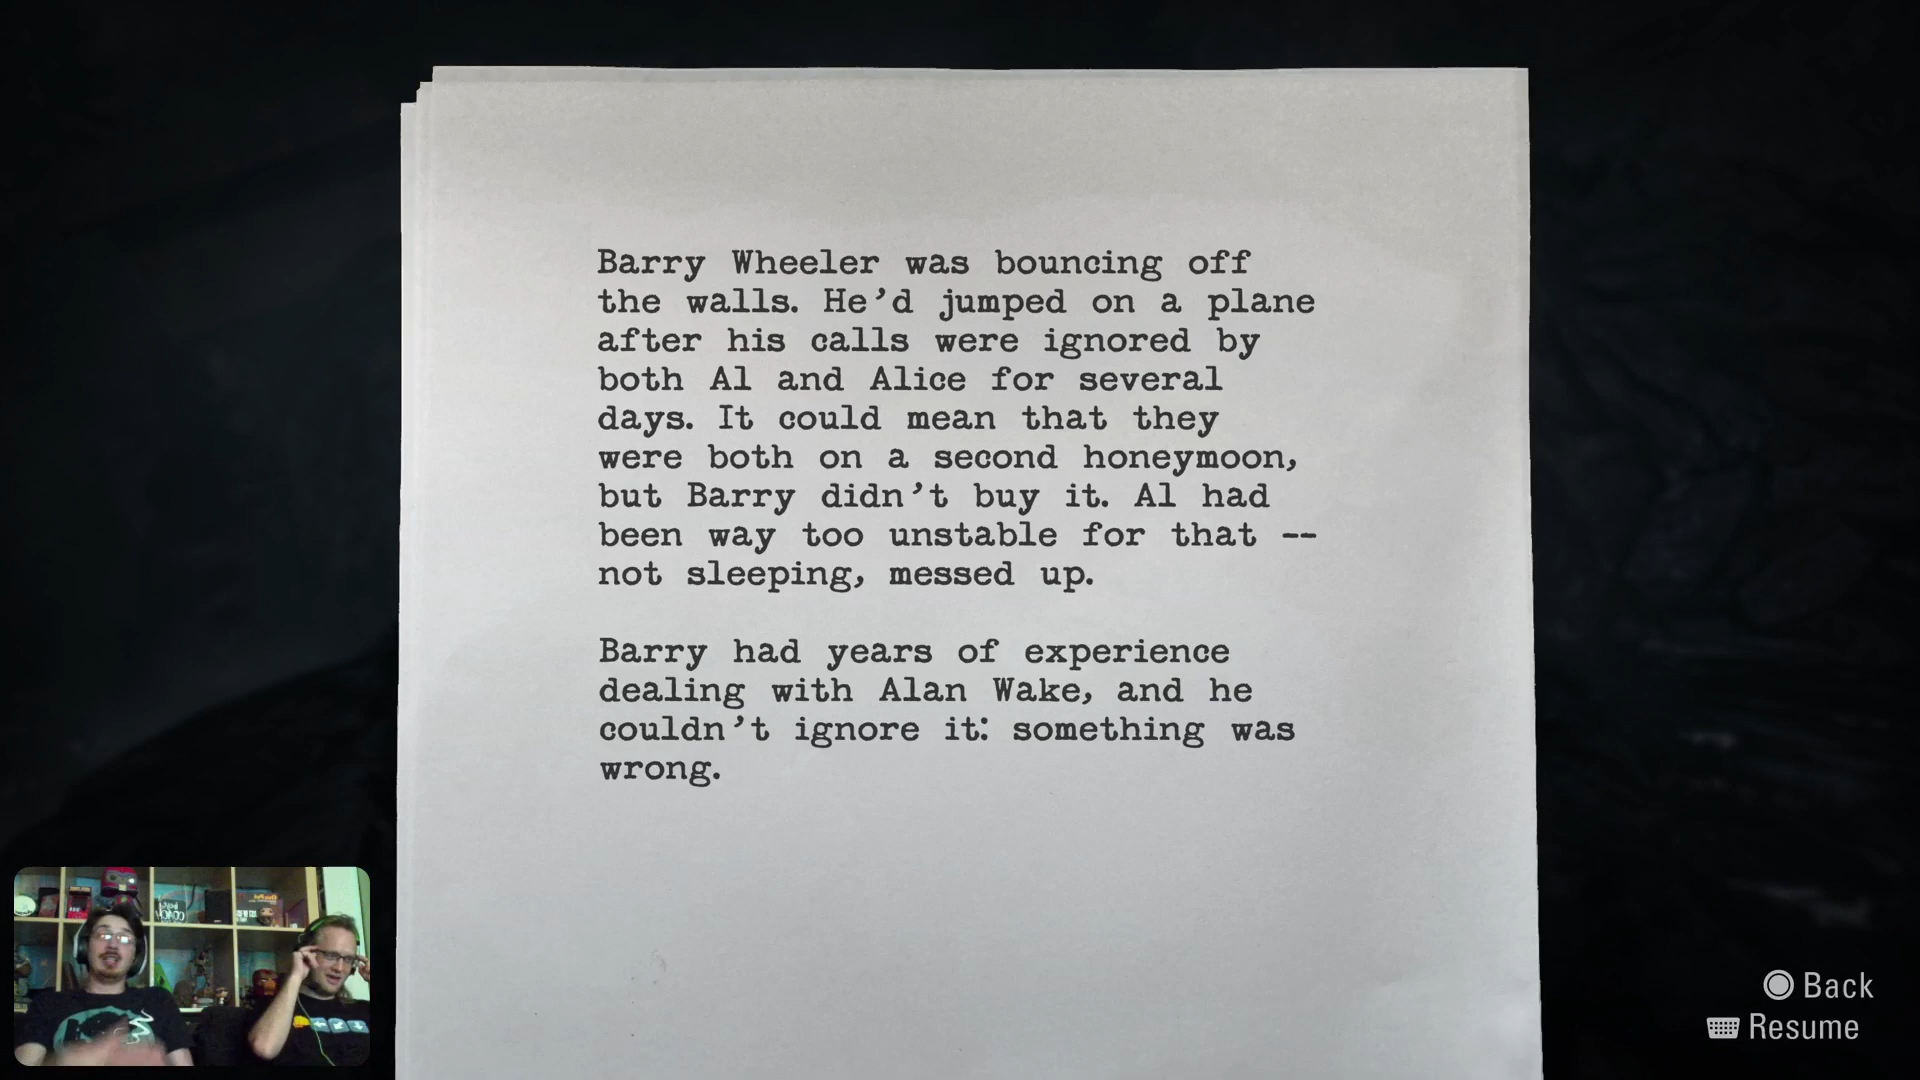 Barry Wheeler was bouncing off
the walls. He’d jumped on a plane
after his calls were ignored by
both Al and Alice for several
days. It could mean that they
were both on a second honeymoon,
but Barry didn’t buy it. Al had
been way too unstable for that --
not sleeping, messed up.
Barry had years of experience
dealing with Alan Wake, and he
couldn’t ignore it: something was
wrong.
Back
Resume